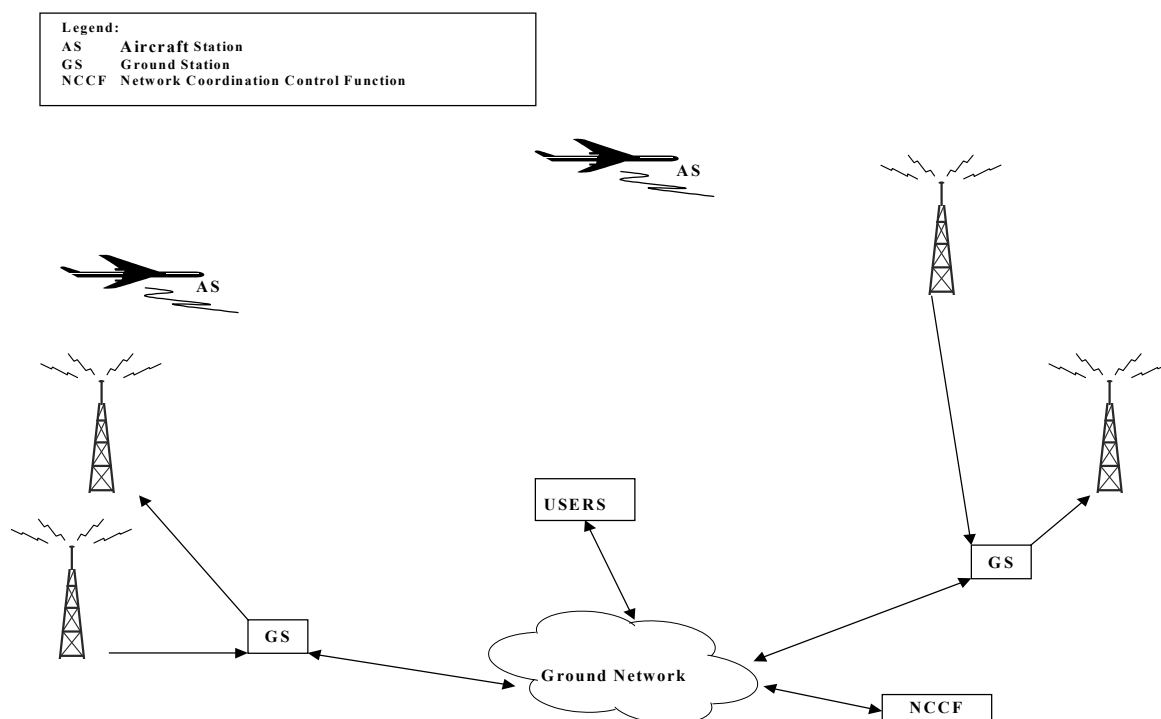 Legend:
AS Aircraft Station
GS Ground Station
NCCF Network Coordination Control Function
AS
AS
USERS
GS
GS
Ground Network
NCCF